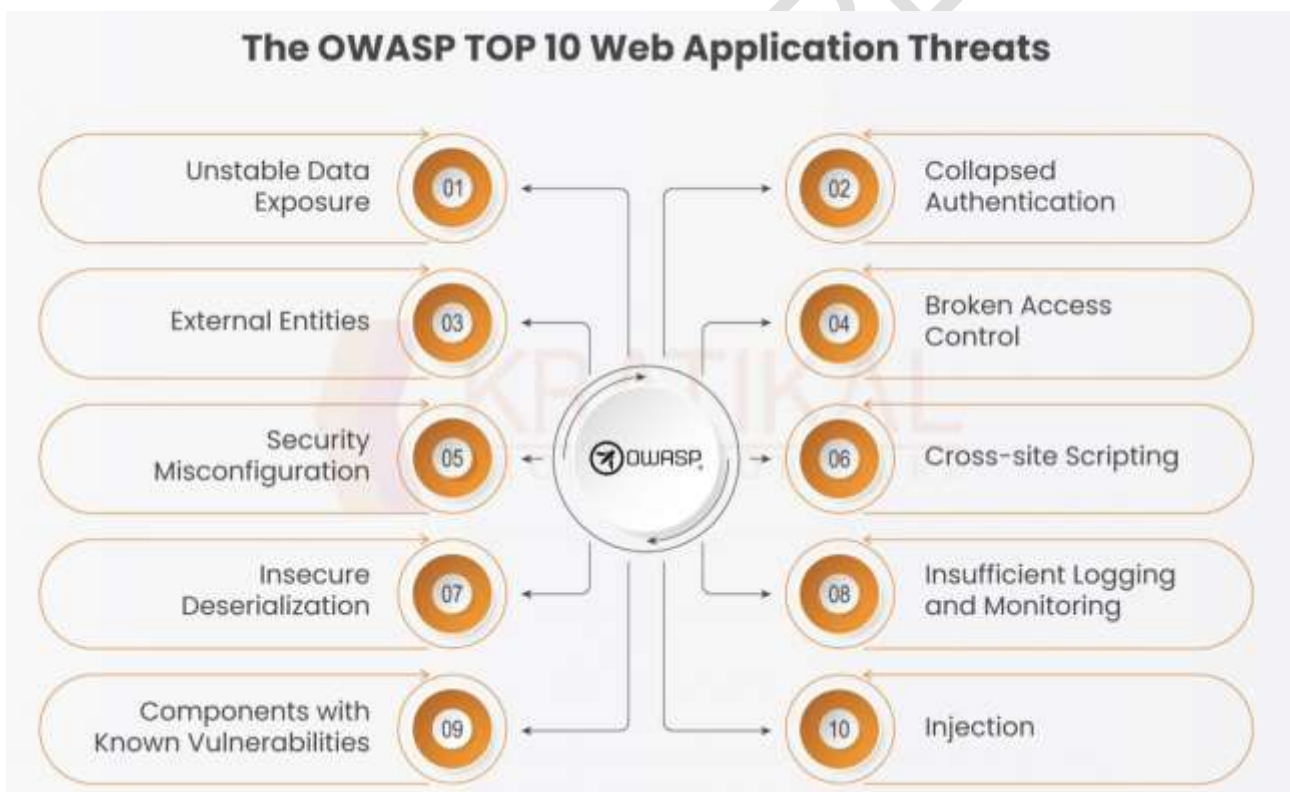 The OWASP TOP 10 Web Application Threats
Unstable Data
Exposure
01
02
Collapsed
Authentication
External Entities
03
04
Broken Access
Control
KRATIKAL
Security
Misconfiguration
05
OWASP
06
Cross-site Scripting
Insecure
Deserialization
07
08
Insufficient Logging
and Monitoring
Components with
Known Vulnerabilities
09
10
Injection